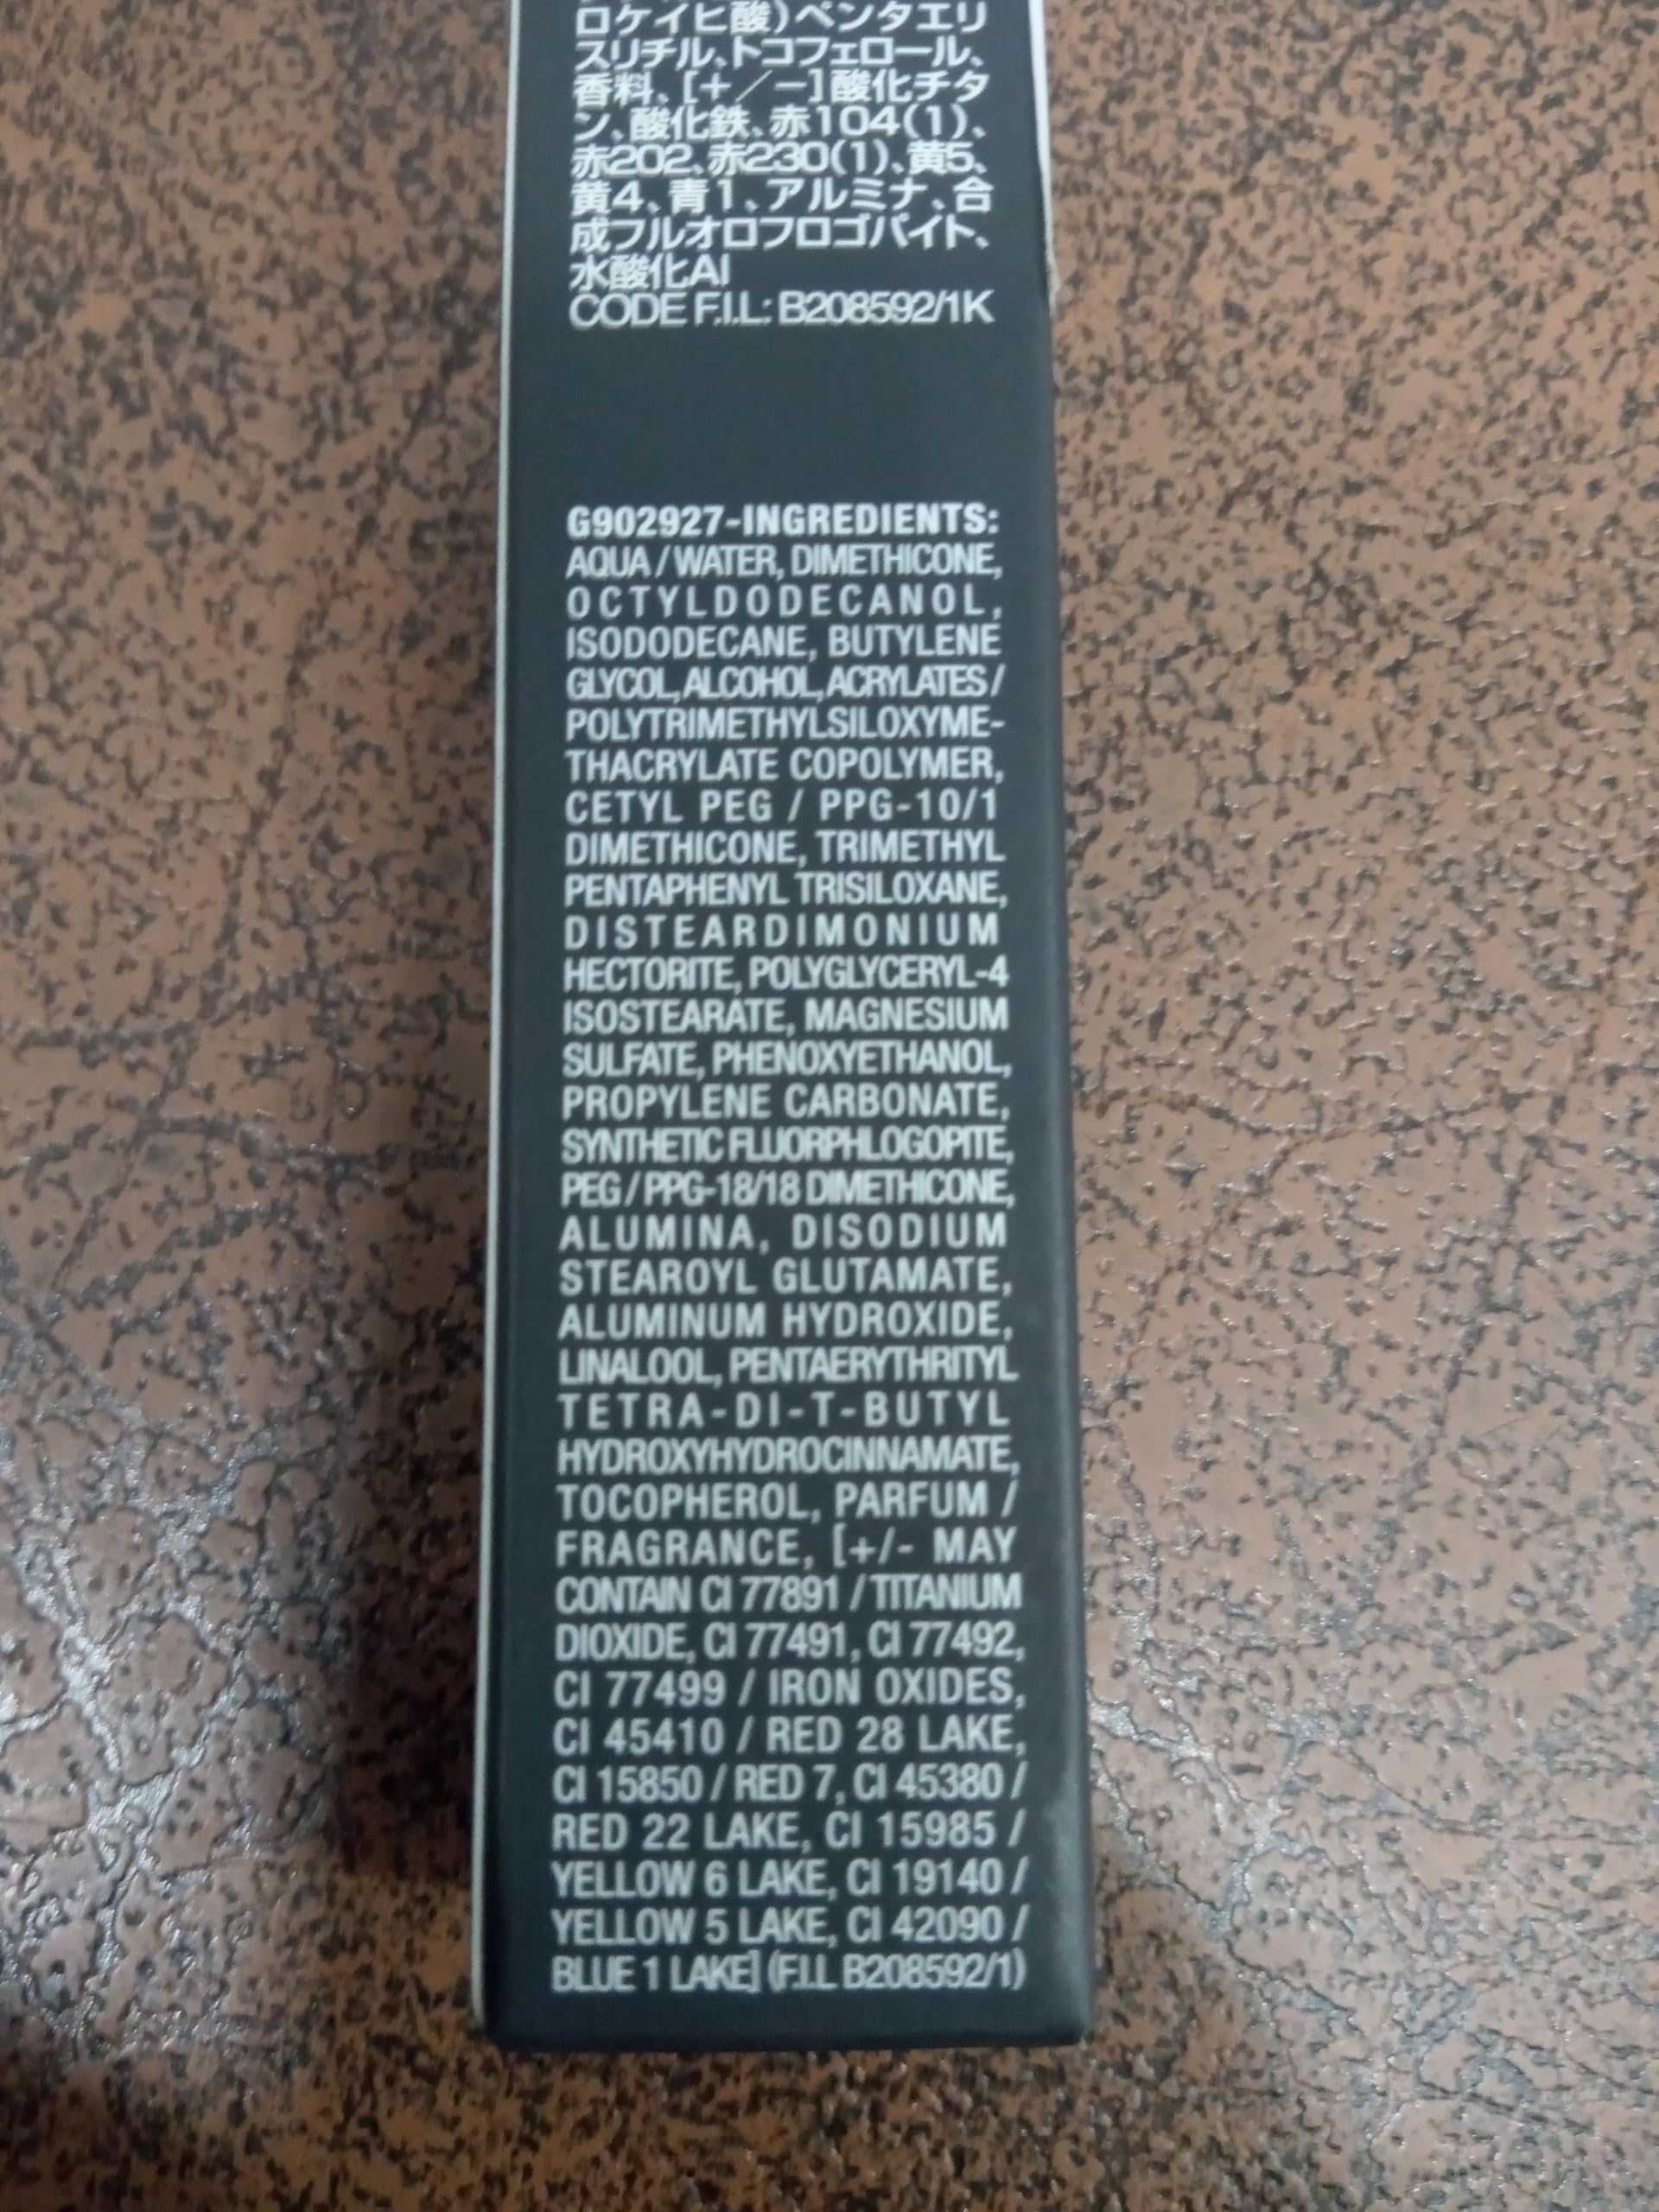 ロケイヒ酸)ペンタエリ
スリチル、トコフェロール、
香料、[+/−]酸化チタ
ン、酸化鉄、赤104(1)、
赤202、赤230(1)、黄5、
黄4、青1、アルミナ、合
成フルオロフロゴパイト、
水酸化Al
CODE F.I.L.: B208592/1K
G902927-INGREDIENTS:
AQUA / WATER, DIMETHICONE,
OCTYLDODECANOL,
ISODODECANE, BUTYLENE
GLYCOL, ALCOHOL, ACRYLATES /
POLYTRIMETHYLSILOXYME-
THACRYLATE COPOLYMER,
CETYL PEG / PPG-10/1
DIMETHICONE, TRIMETHYL
PENTAPHENYL TRISILOXANE,
DISTEARDIMONIUM
HECTORITE, POLYGLYCERYL-4
ISOSTEARATE, MAGNESIUM
SULFATE, PHENOXYETHANOL,
PROPYLENE CARBONATE,
SYNTHETIC FLUORPHLOGOPITE,
PEG / PPG-18/18 DIMETHICONE,
ALUMINA, DISODIUM
STEAROYL GLUTAMATE,
ALUMINUM HYDROXIDE,
LINALOOL, PENTAERYTHRITYL
TETRA-DI-T-BUTYL
HYDROXYHYDROCINNAMATE,
TOCOPHEROL, PARFUM /
FRAGRANCE, [+/- MAY
CONTAIN CI 77891 / TITANIUM
DIOXIDE, CI 77491, CI 77492,
CI 77499 / IRON OXIDES,
CI 45410 / RED 28 LAKE,
CI 15850 / RED 7, CI 45380 /
RED 22 LAKE, CI 15985 /
YELLOW 6 LAKE, CI 19140 /
YELLOW 5 LAKE, CI 42090 /
BLUE 1 LAKE] (F.I.L B208592/1)